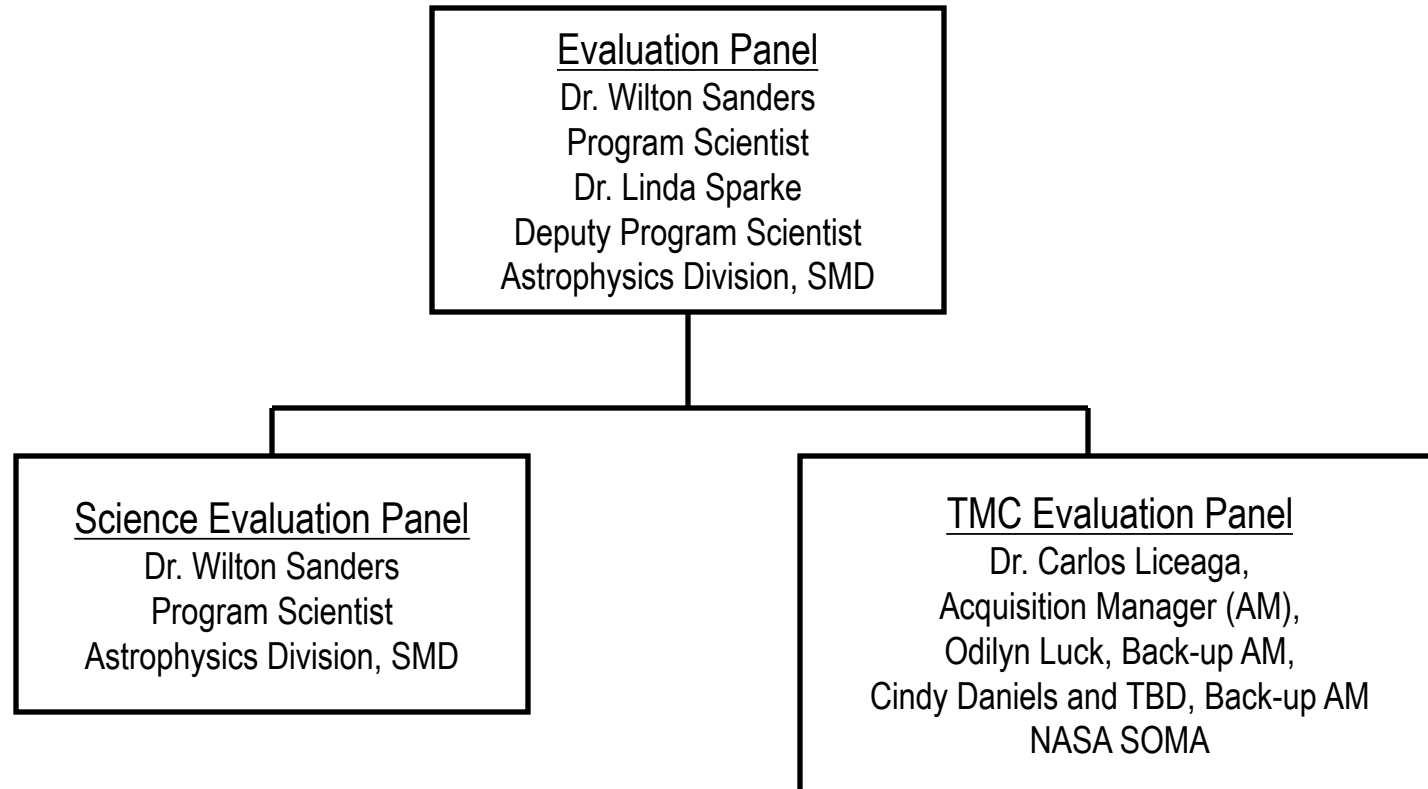 Evaluation Panel
Dr. Wilton Sanders
Program Scientist
Dr. Linda Sparke
Deputy Program Scientist
Astrophysics Division, SMD
Science Evaluation Panel
Dr. Wilton Sanders
Program Scientist
Astrophysics Division, SMD
TMC Evaluation Panel
Dr. Carlos Liceaga,
Acquisition Manager (AM),
Odilyn Luck, Back-up AM,
Cindy Daniels and TBD, Back-up AM
NASA SOMA